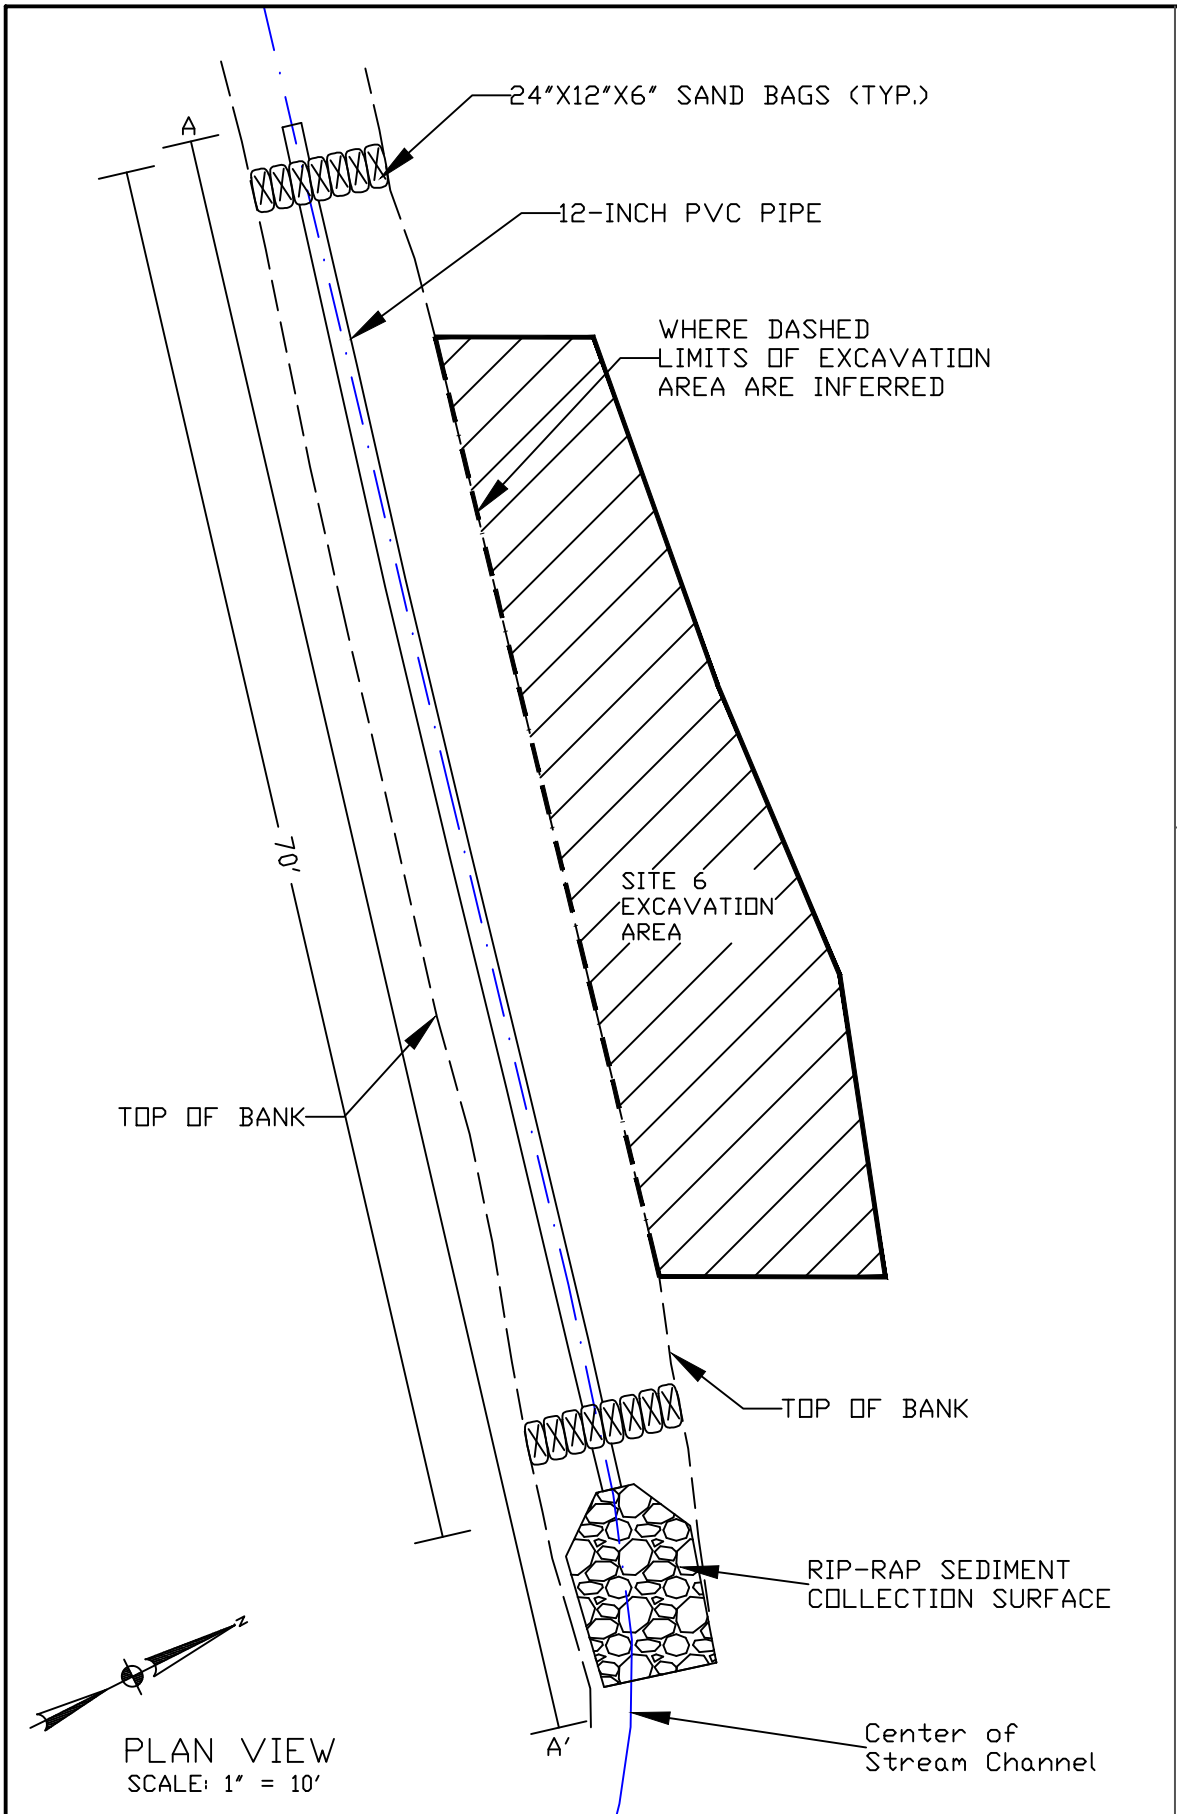 A
24"X12"X6" SAND BAGS (TYP.)
12-INCH PVC PIPE
WHERE DASHED
LIMITS OF EXCAVATION
AREA ARE INFERRED
70'
SITE 6
EXCAVATION
AREA
TOP OF BANK
TOP OF BANK
RIP-RAP SEDIMENT
COLLECTION SURFACE
N
A'
Center of
Stream Channel
PLAN VIEW
SCALE: 1" = 10'